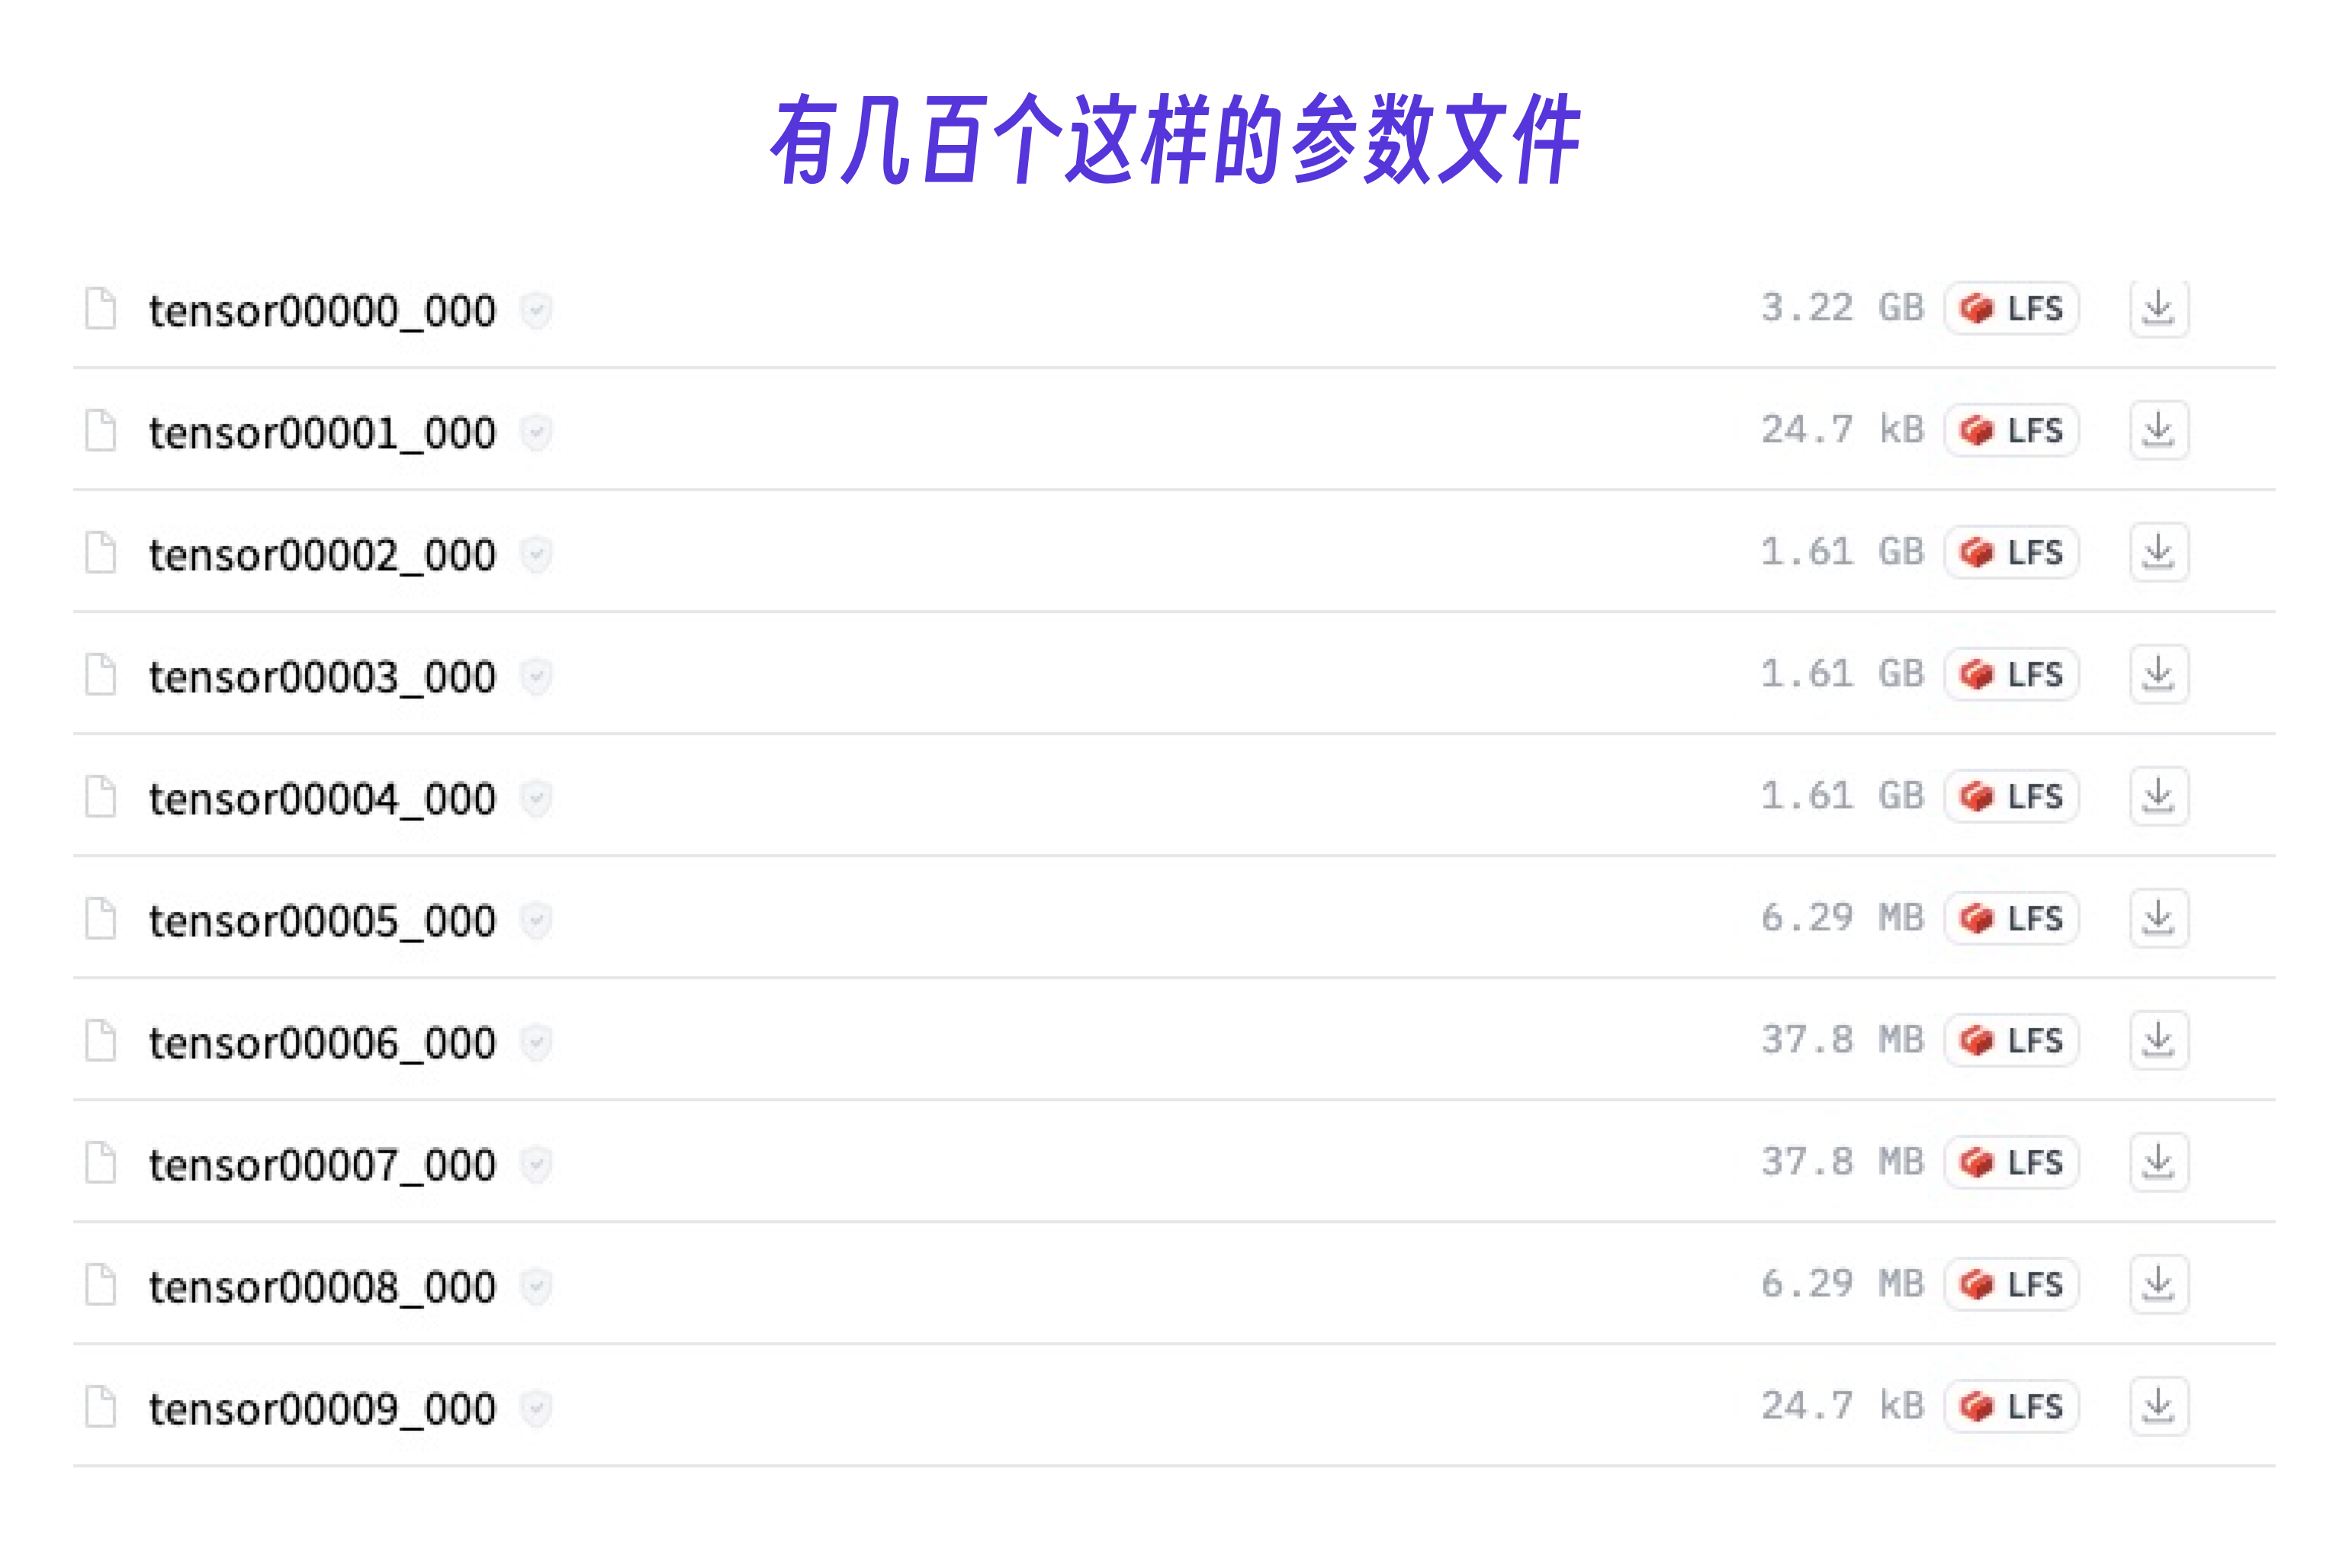 有几百个这样的参数文件
tensor00000_000 3.22 GB LFS
tensor00001_000 24.7 kB LFS
tensor00002_000 1.61 GB LFS
tensor00003_000 1.61 GB LFS
tensor00004_000 1.61 GB LFS
tensor00005_000 6.29 MB LFS
tensor00006_000 37.8 MB LFS
tensor00007_000 37.8 MB LFS
tensor00008_000 6.29 MB LFS
tensor00009_000 24.7 kB LFS